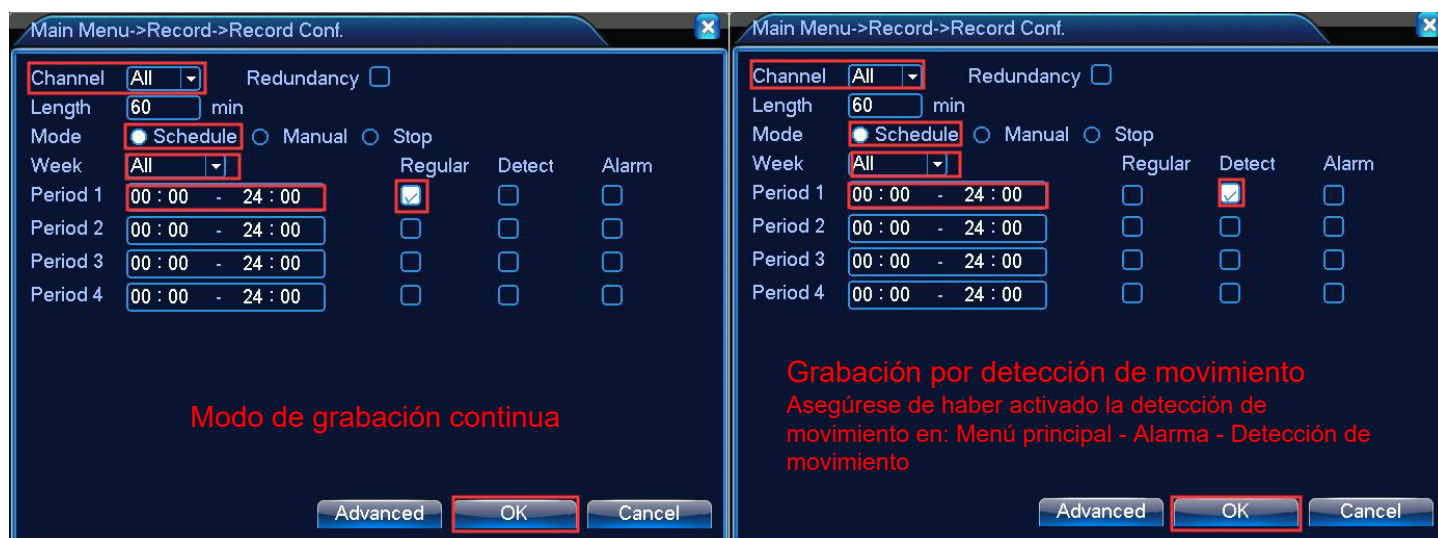 Main Menu->Record->Record Conf.
Channel All Redundancy
Length 60 min
Mode Schedule Manual Stop
Week All Regular Detect Alarm
Period 1 00 : 00 - 24 : 00
Period 2 00 : 00 - 24 : 00
Period 3 00 : 00 - 24 : 00
Period 4 00 : 00 - 24 : 00
Modo de grabación continua
Advanced OK Cancel
Main Menu->Record->Record Conf.
Channel All Redundancy
Length 60 min
Mode Schedule Manual Stop
Week All Regular Detect Alarm
Period 1 00 : 00 - 24 : 00
Period 2 00 : 00 - 24 : 00
Period 3 00 : 00 - 24 : 00
Period 4 00 : 00 - 24 : 00
Grabación por detección de movimiento
Asegúrese de haber activado la detección de
movimiento en: Menú principal - Alarma - Detección de
movimiento
Advanced OK Cancel